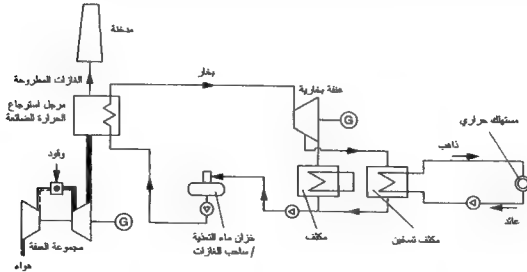 مدخنة
الغازات المطروحة
مرجل استرجاع
الحرارة الضائعة
وقود
مجموعة العنفة
هواء
G
بخار
عنفة بخارية
G
خزان ماء التغذية
/ ساحب الغازات
مكثف
مكثف تسخين
ذاهب
عائد
مستهلك حراري